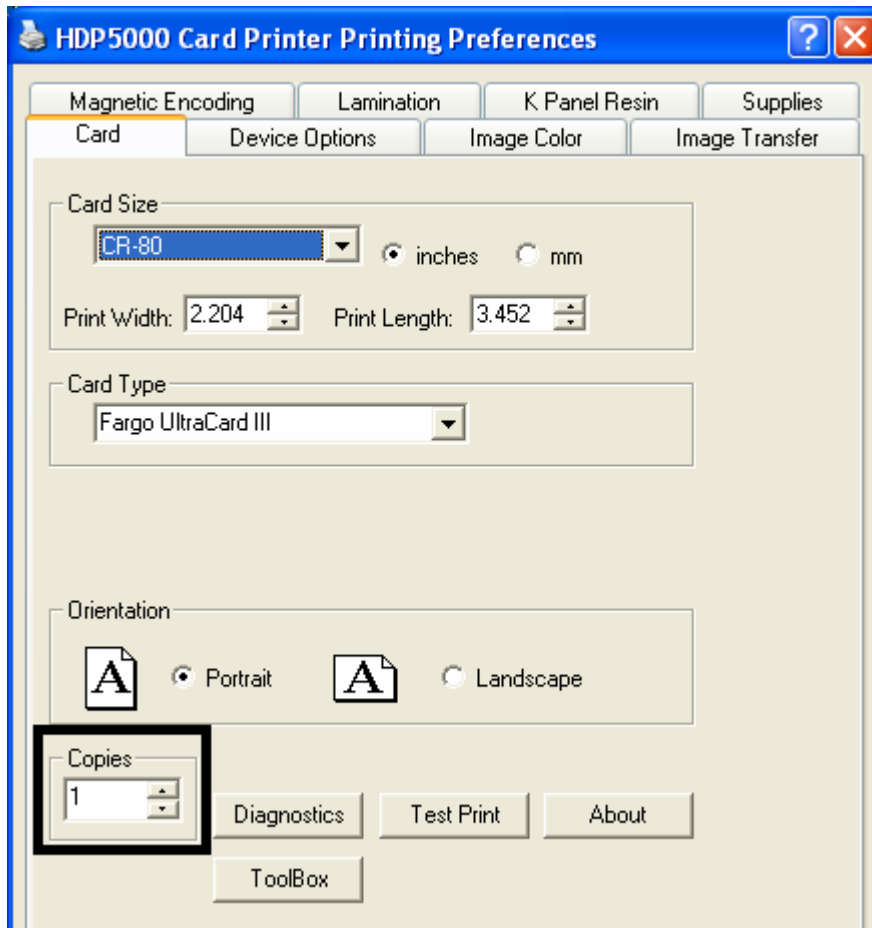 HDP5000 Card Printer Printing Preferences
Magnetic Encoding Lamination K Panel Resin Supplies
Card Device Options Image Color Image Transfer
Card Size
CR-80 inches mm
Print Width: 2.204 Print Length: 3.452
Card Type
Fargo UltraCard III
Orientation
A Portrait A Landscape
Copies
1
Diagnostics Test Print About
ToolBox